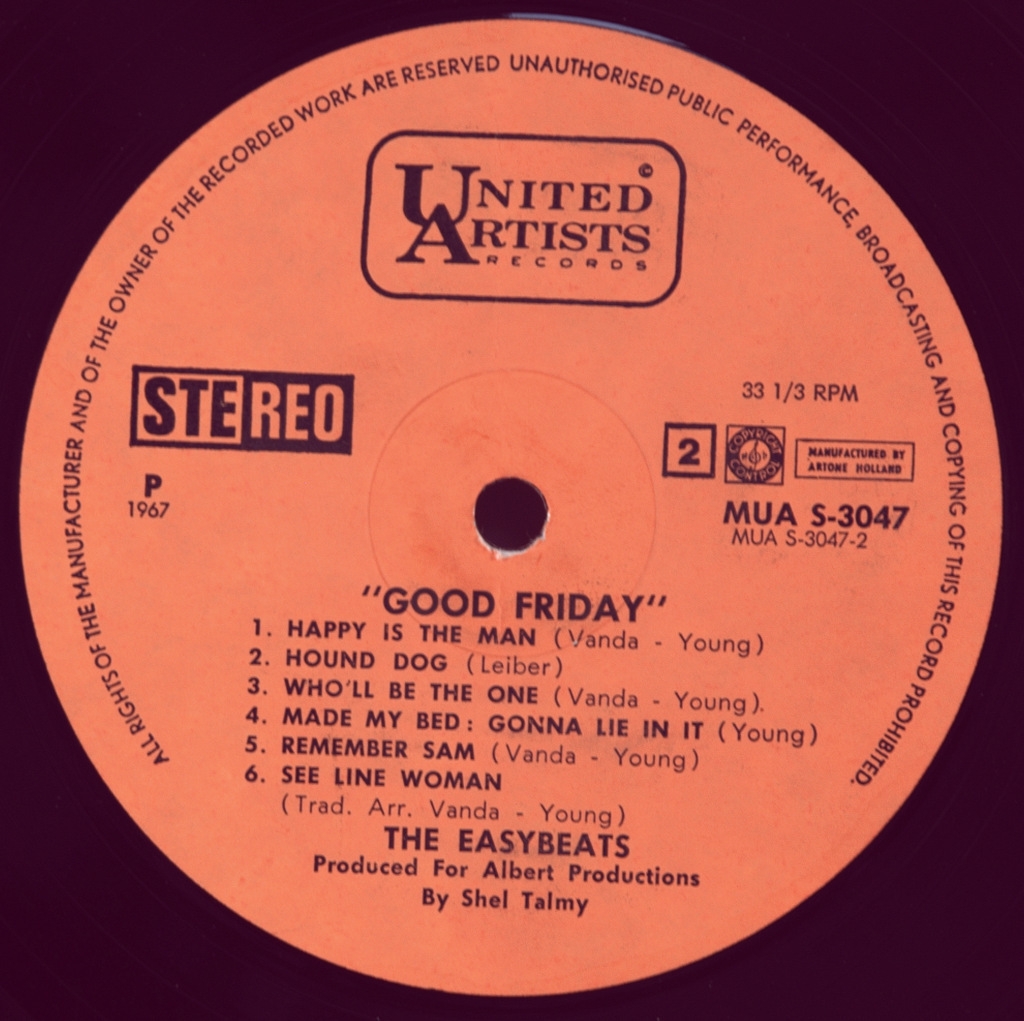 ALL RIGHTS OF THE MANUFACTURER AND OF THE OWNER OF THE RECORDED WORK ARE RESERVED UNAUTHORISED PUBLIC PERFORMANCE, BROADCASTING AND COPYING OF THIS RECORD PROHIBITED.
UNITED ©
ARTISTS
RECORDS
STEREO
P
1967
33 1/3 RPM
2
COPYRIGHT CONTROL
MANUFACTURED BY
ARTONE HOLLAND
MUA S-3047
MUA S-3047-2
"GOOD FRIDAY"
1. HAPPY IS THE MAN (Vanda - Young)
2. HOUND DOG (Leiber)
3. WHO'LL BE THE ONE (Vanda - Young).
4. MADE MY BED: GONNA LIE IN IT (Young)
5. REMEMBER SAM (Vanda - Young)
6. SEE LINE WOMAN
(Trad. Arr. Vanda - Young)
THE EASYBEATS
Produced For Albert Productions
By Shel Talmy